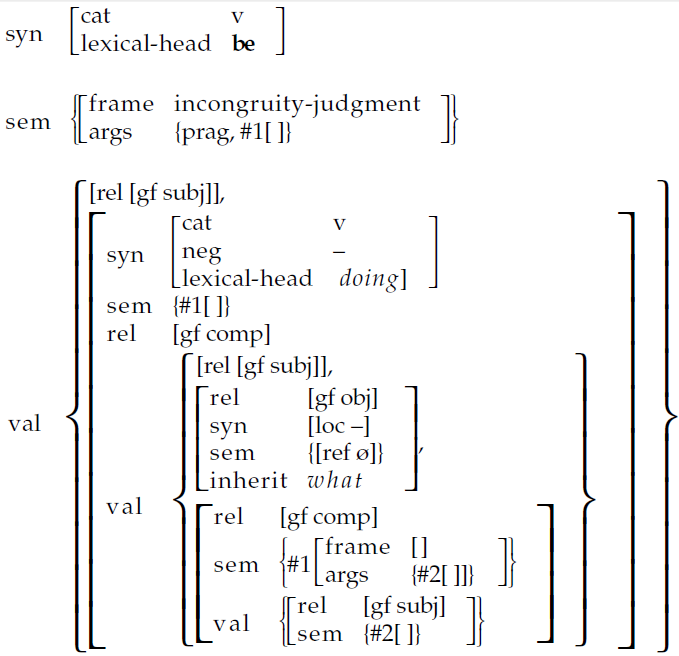 syn [cat v
lexical-head be ]
sem {[frame incongruity-judgment
args {prag, #1[ ]} ]}
[rel [gf subj]],
syn [cat v
neg –
lexical-head doing] ]
sem {#1[ ]}
rel [gf comp]
val
[rel [gf subj]],
[rel [gf obj]
syn [loc –]
sem {[ref ø]}
inherit what ],
val
[rel [gf comp]
sem {#1[frame [ ]
args {#2[ ]]} ]}
val {[rel [gf subj]
sem {#2[ ]} ]}